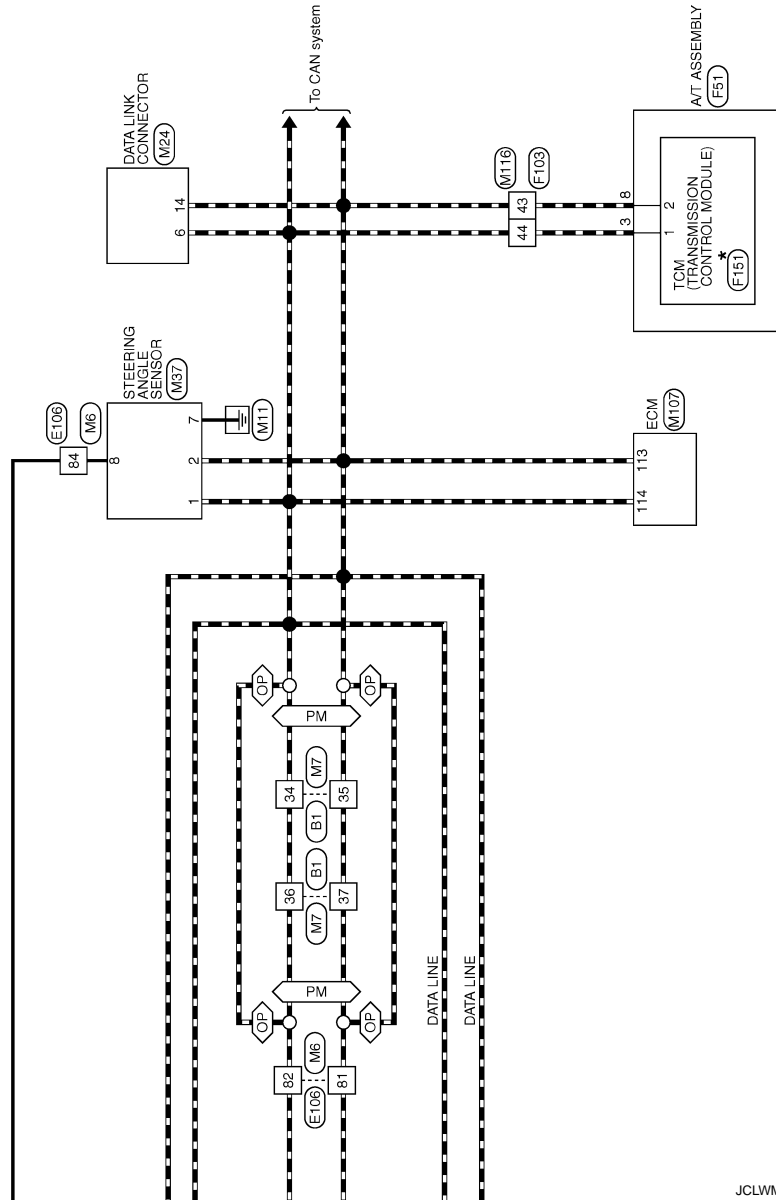 To CAN system
DATA LINK
CONNECTOR
M24
14
6
A/T ASSEMBLY
F51
M116
F103
43
44
8
3
2
1
TCM
(TRANSMISSION
CONTROL MODULE)
*
F151
STEERING
ANGLE
SENSOR
M37
E106
M6
84
8
7
M11
2
1
ECM
M107
113
114
OP
OP
PM
M7
34
35
B1
B1
36
37
M7
PM
OP
OP
DATA LINE
DATA LINE
M6
82
81
E106
JCLWM